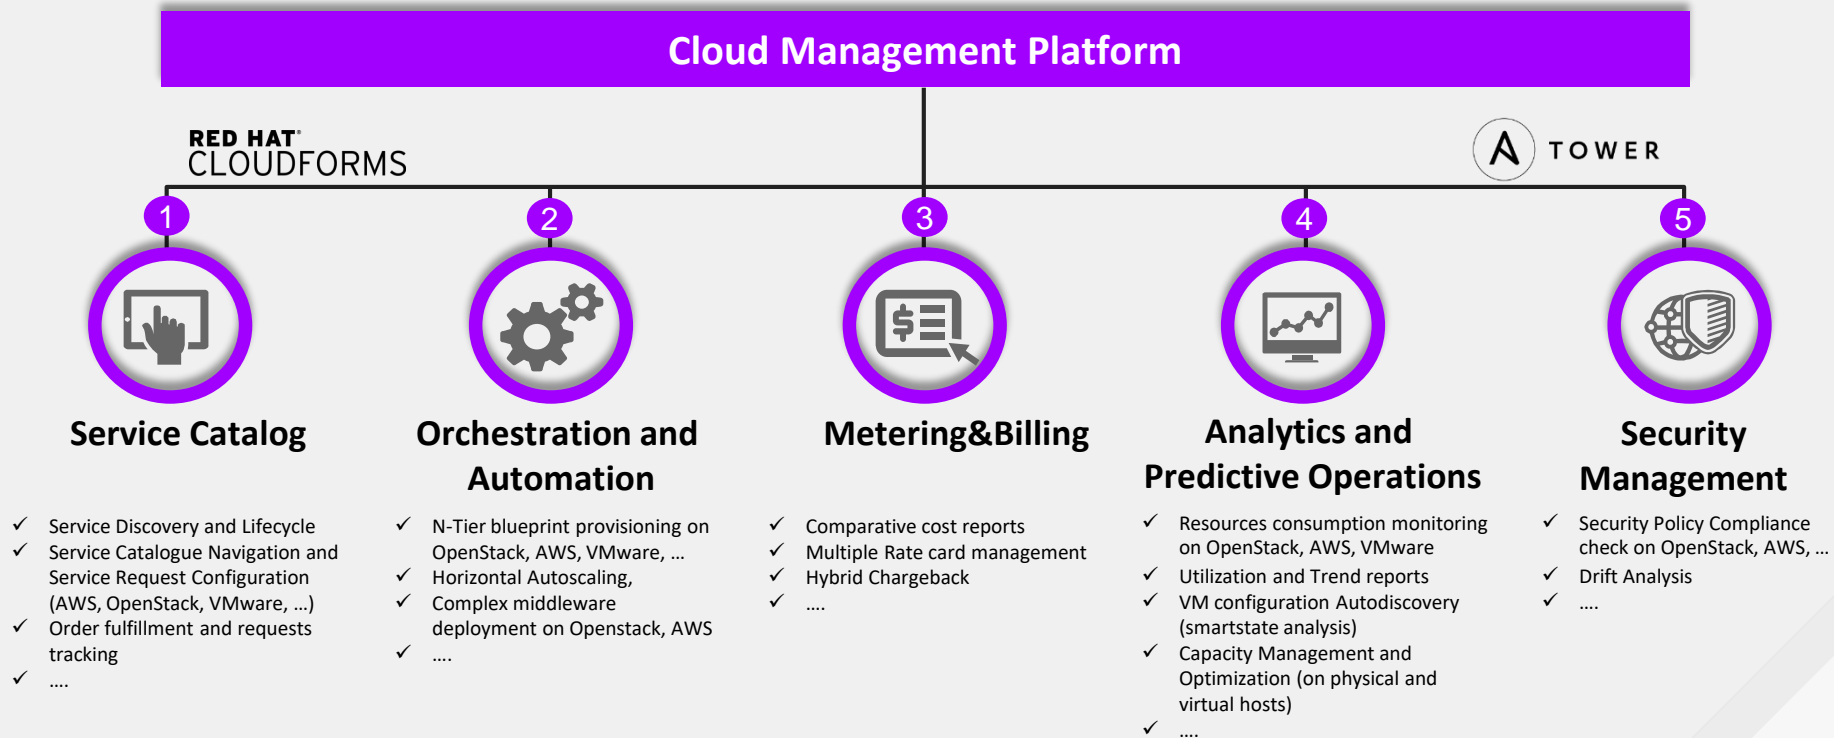 Cloud Management Platform
RED HAT®
CLOUDFORMS
A TOWER
1
2
3
4
5
Service Catalog
✓ Service Discovery and Lifecycle
✓ Service Catalogue Navigation and
Service Request Configuration
(AWS, OpenStack, VMware, …)
✓ Order fulfillment and requests
tracking
✓ ….
Orchestration and
Automation
✓ N-Tier blueprint provisioning on
OpenStack, AWS, VMware, …
✓ Horizontal Autoscaling,
✓ Complex middleware
deployment on Openstack, AWS
✓ ….
Metering&Billing
✓ Comparative cost reports
✓ Multiple Rate card management
✓ Hybrid Chargeback
✓ ….
Analytics and
Predictive Operations
✓ Resources consumption monitoring
on OpenStack, AWS, VMware
✓ Utilization and Trend reports
✓ VM configuration Autodiscovery
(smartstate analysis)
✓ Capacity Management and
Optimization (on physical and
virtual hosts)
✓ ….
Security
Management
✓ Security Policy Compliance
check on OpenStack, AWS, …
✓ Drift Analysis
✓ ….